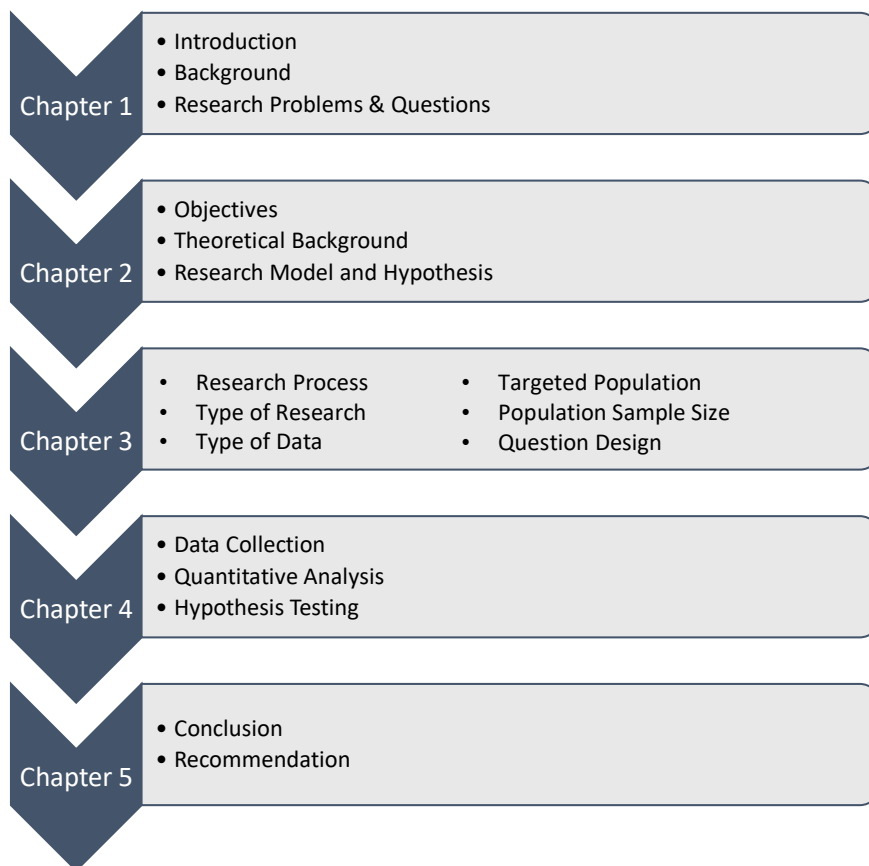 Chapter 1
• Introduction
• Background
• Research Problems & Questions
Chapter 2
• Objectives
• Theoretical Background
• Research Model and Hypothesis
Chapter 3
• Research Process
• Type of Research
• Type of Data
• Targeted Population
• Population Sample Size
• Question Design
Chapter 4
• Data Collection
• Quantitative Analysis
• Hypothesis Testing
Chapter 5
• Conclusion
• Recommendation